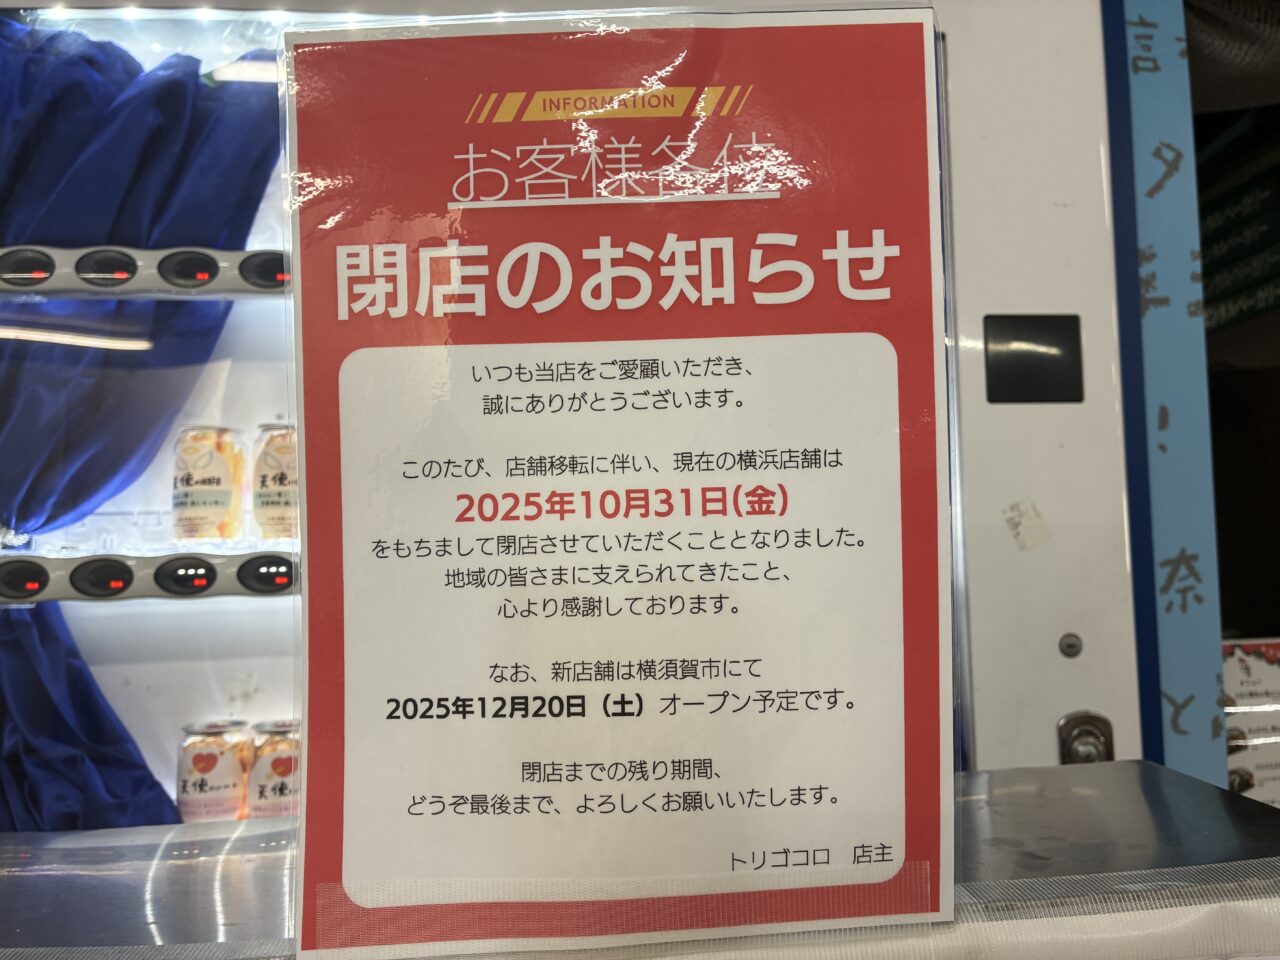 INFORMATION
お客様各位
閉店のお知らせ
いつも当店をご愛顧いただき、
誠にありがとうございます。
このたび、店舗移転に伴い、現在の横浜店舗は
2025年10月31日(金)
をもちまして閉店させていただくこととなりました。
地域の皆さまに支えられてきたこと、
心より感謝しております。
なお、新店舗は横須賀市にて
2025年12月20日（土）オープン予定です。
閉店までの残り期間、
どうぞ最後まで、よろしくお願いいたします。
トリゴコロ 店主
天使
天使
天使
天使
奈